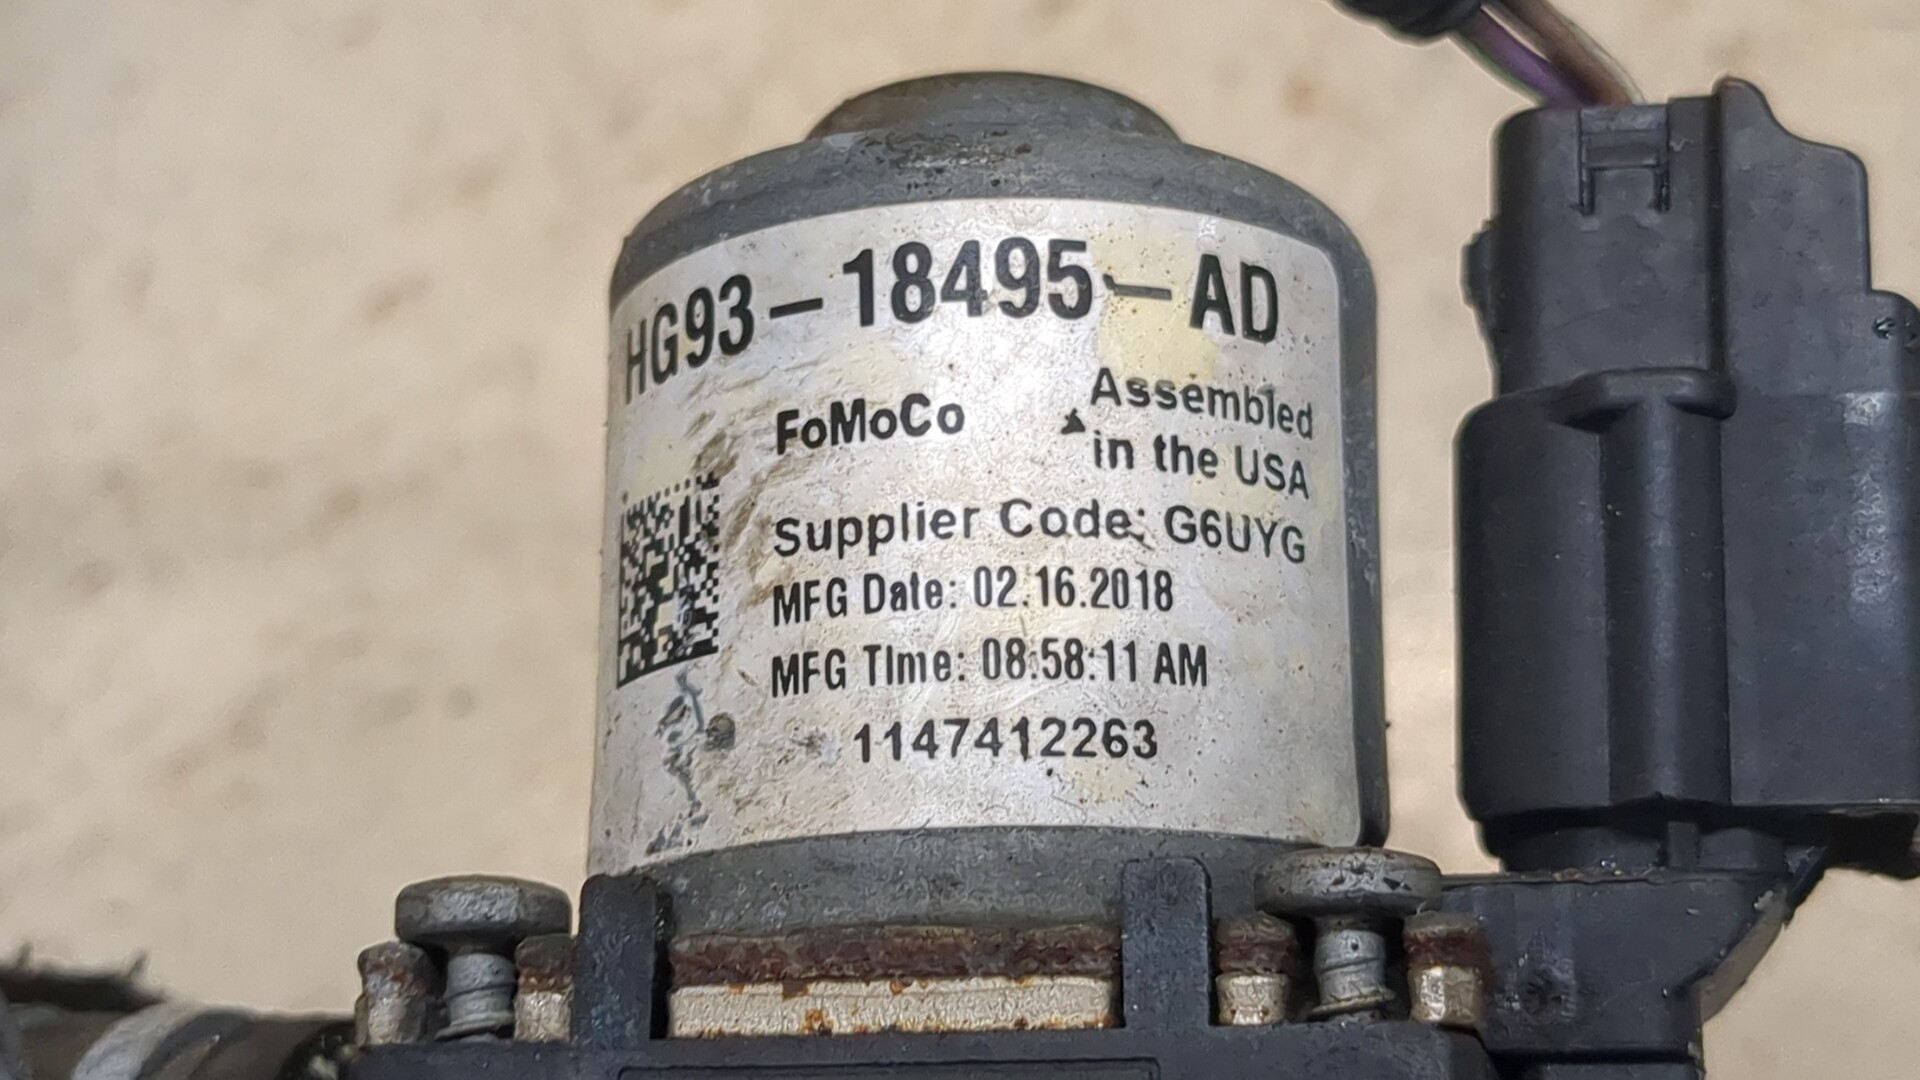 HG93-18495-AD
FoMoCo
Assembled
in the USA
Supplier Code: G6UYG
MFG Date: 02.16.2018
MFG TIme: 08:58:11 AM
1147412263